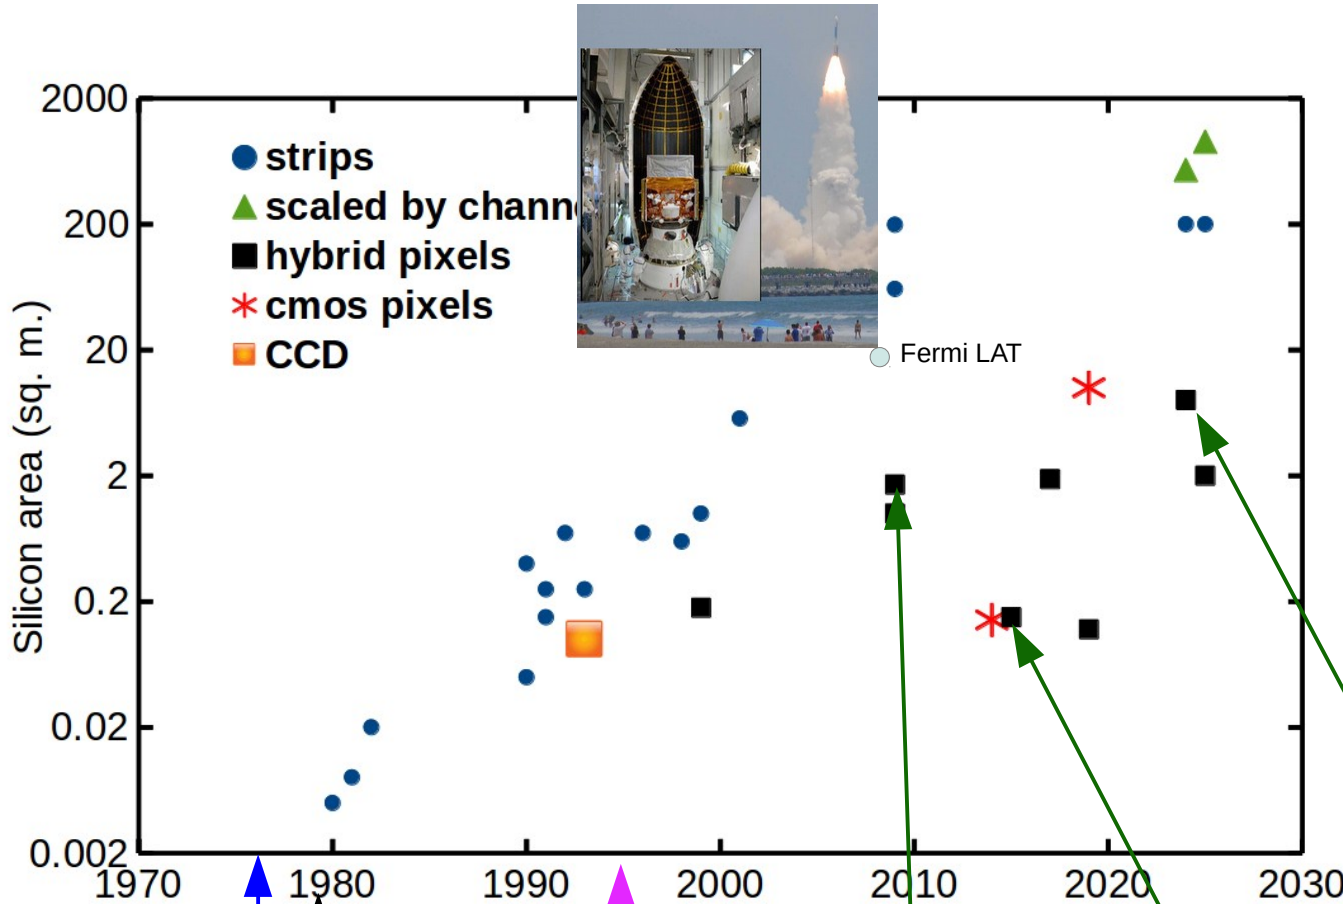 2000
200
20
2
0.2
0.02
0.002
Silicon area (sq. m.)
strips
scaled by
hybrid pixels
cmos pixels
CCD
Fermi LAT
1970 1980 1990 2000 2010 2020 2030